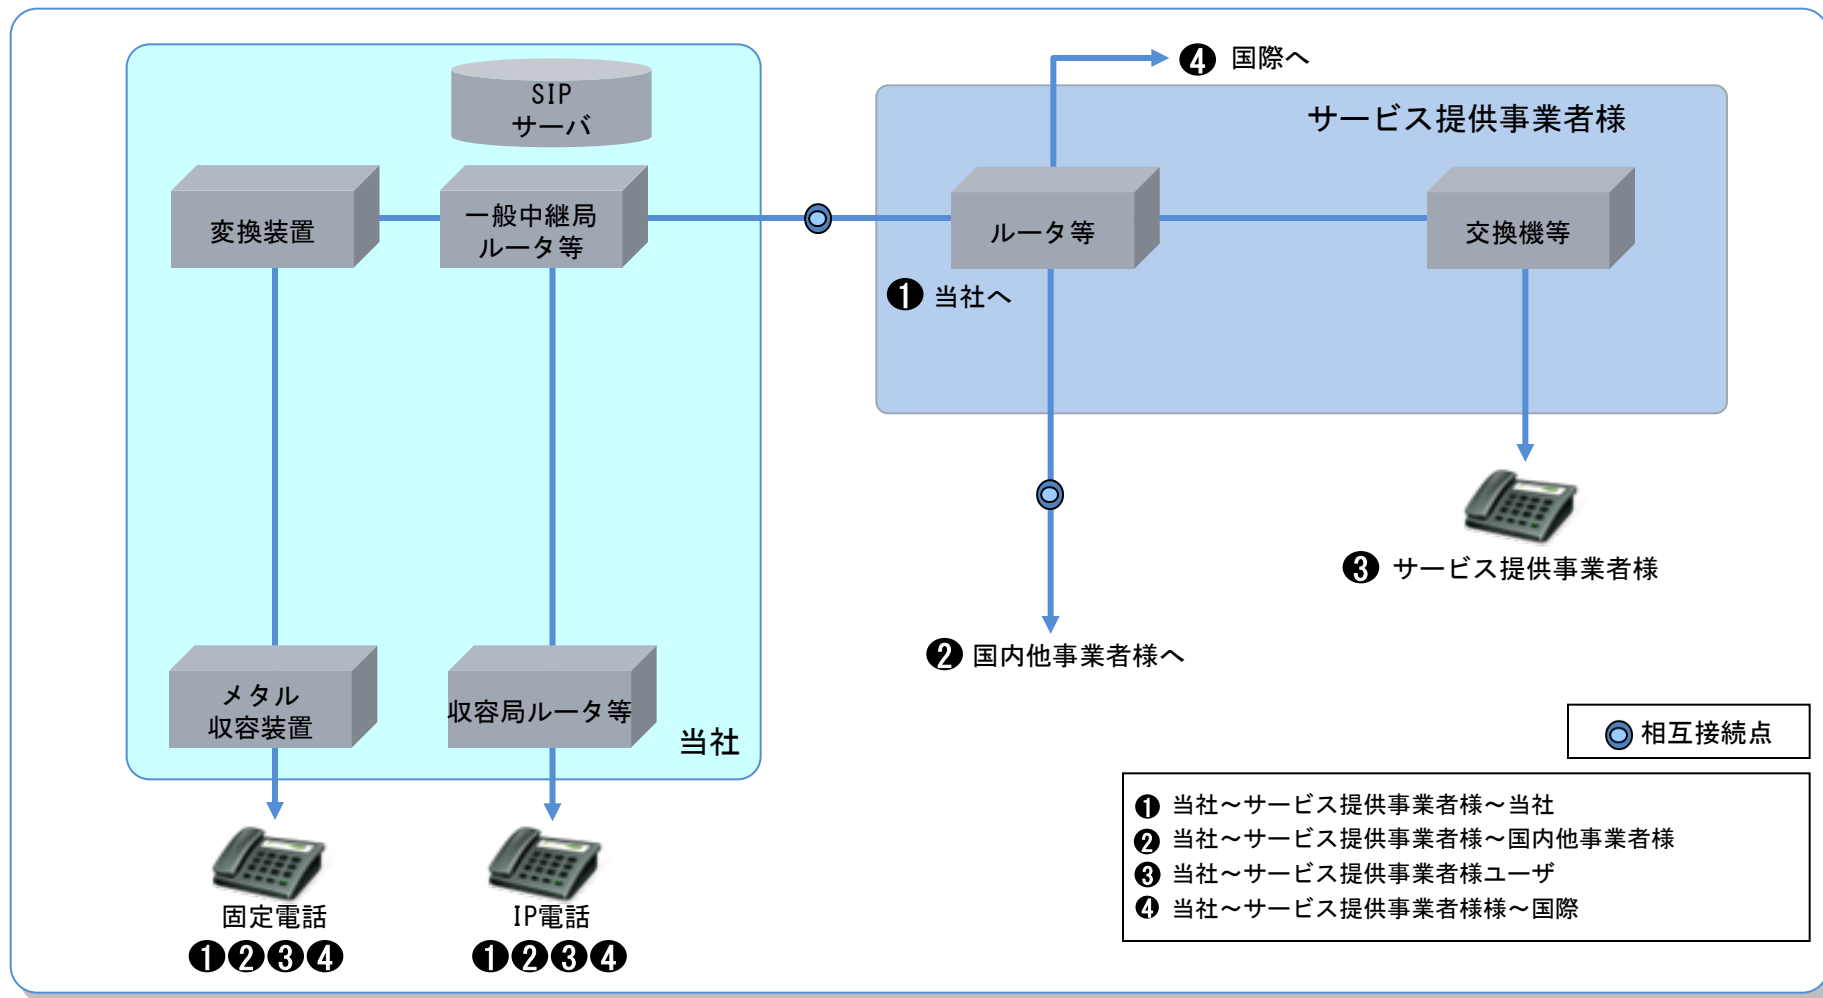 ❹ 国際へ
サービス提供事業者様
SIP
サーバ
変換装置
一般中継局
ルータ等
ルータ等
交換機等
❶ 当社へ
❸ サービス提供事業者様
❷ 国内他事業者様へ
メタル
収容装置
収容局ルータ等
当社
相互接続点
❶ 当社～サービス提供事業者様～当社
❷ 当社～サービス提供事業者様～国内他事業者様
❸ 当社～サービス提供事業者様ユーザ
❹ 当社～サービス提供事業者様様～国際
固定電話
❶❷❸❹
IP電話
❶❷❸❹